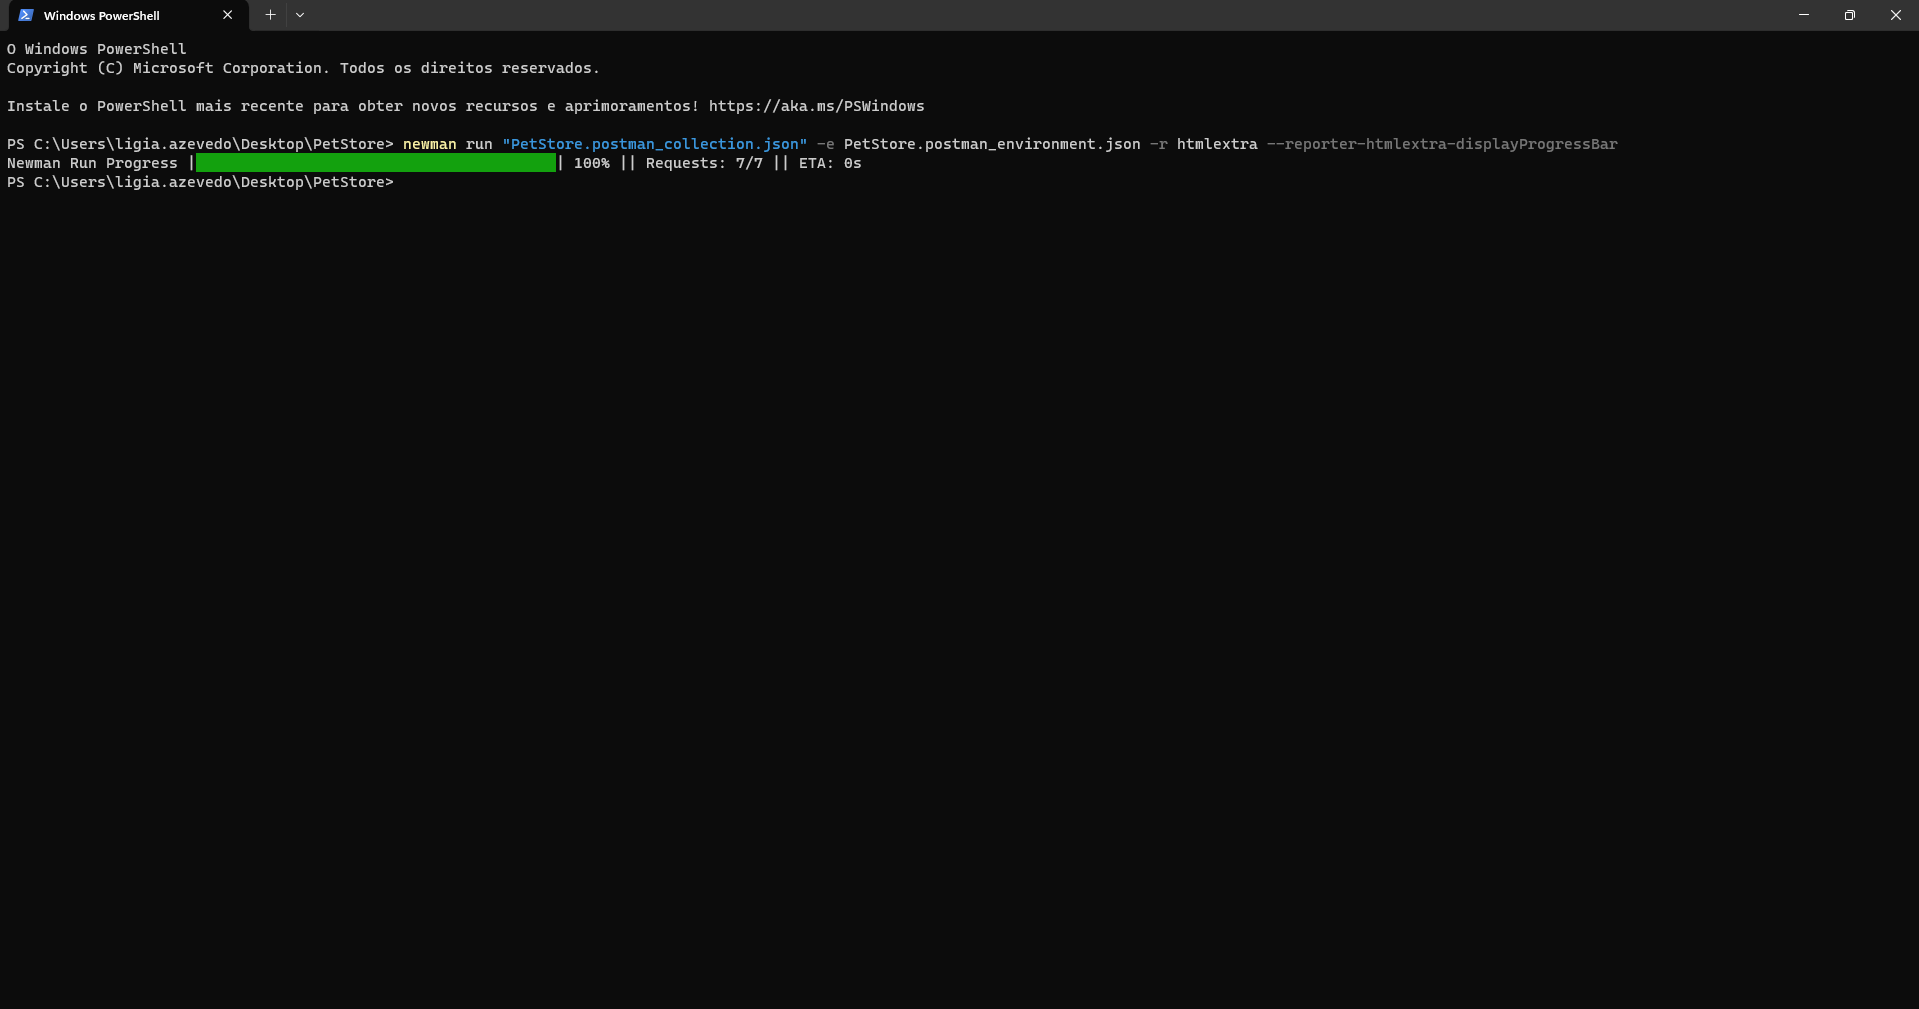 Windows PowerShell
O Windows PowerShell
Copyright (C) Microsoft Corporation. Todos os direitos reservados.
Instale o PowerShell mais recente para obter novos recursos e aprimoramentos! https://aka.ms/PSWindows
PS C:\Users\ligia.azevedo\Desktop\PetStore> newman run "PetStore.postman_collection.json" -e PetStore.postman_environment.json -r htmlextra --reporter-htmlextra-displayProgressBar
Newman Run Progress | | 100% || Requests: 7/7 || ETA: 0s
PS C:\Users\ligia.azevedo\Desktop\PetStore>